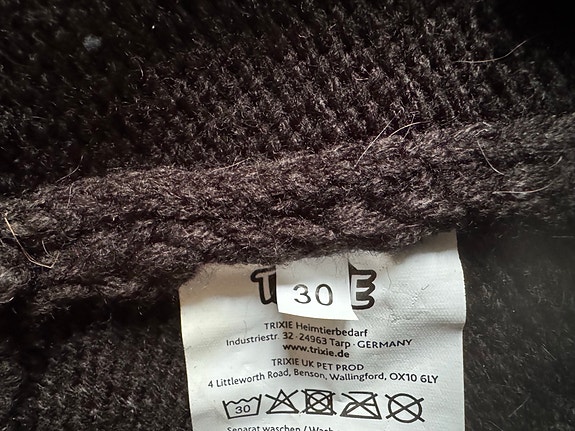 30
TRIXIE Heimtierbedarf
Industriestr. 32 · 24963 Tarp · GERMANY
www.trixie.de
TRIXIE UK PET PROD
4 Littleworth Road, Benson, Wallingford, OX10 6LY
30
Separat waschen / Wash